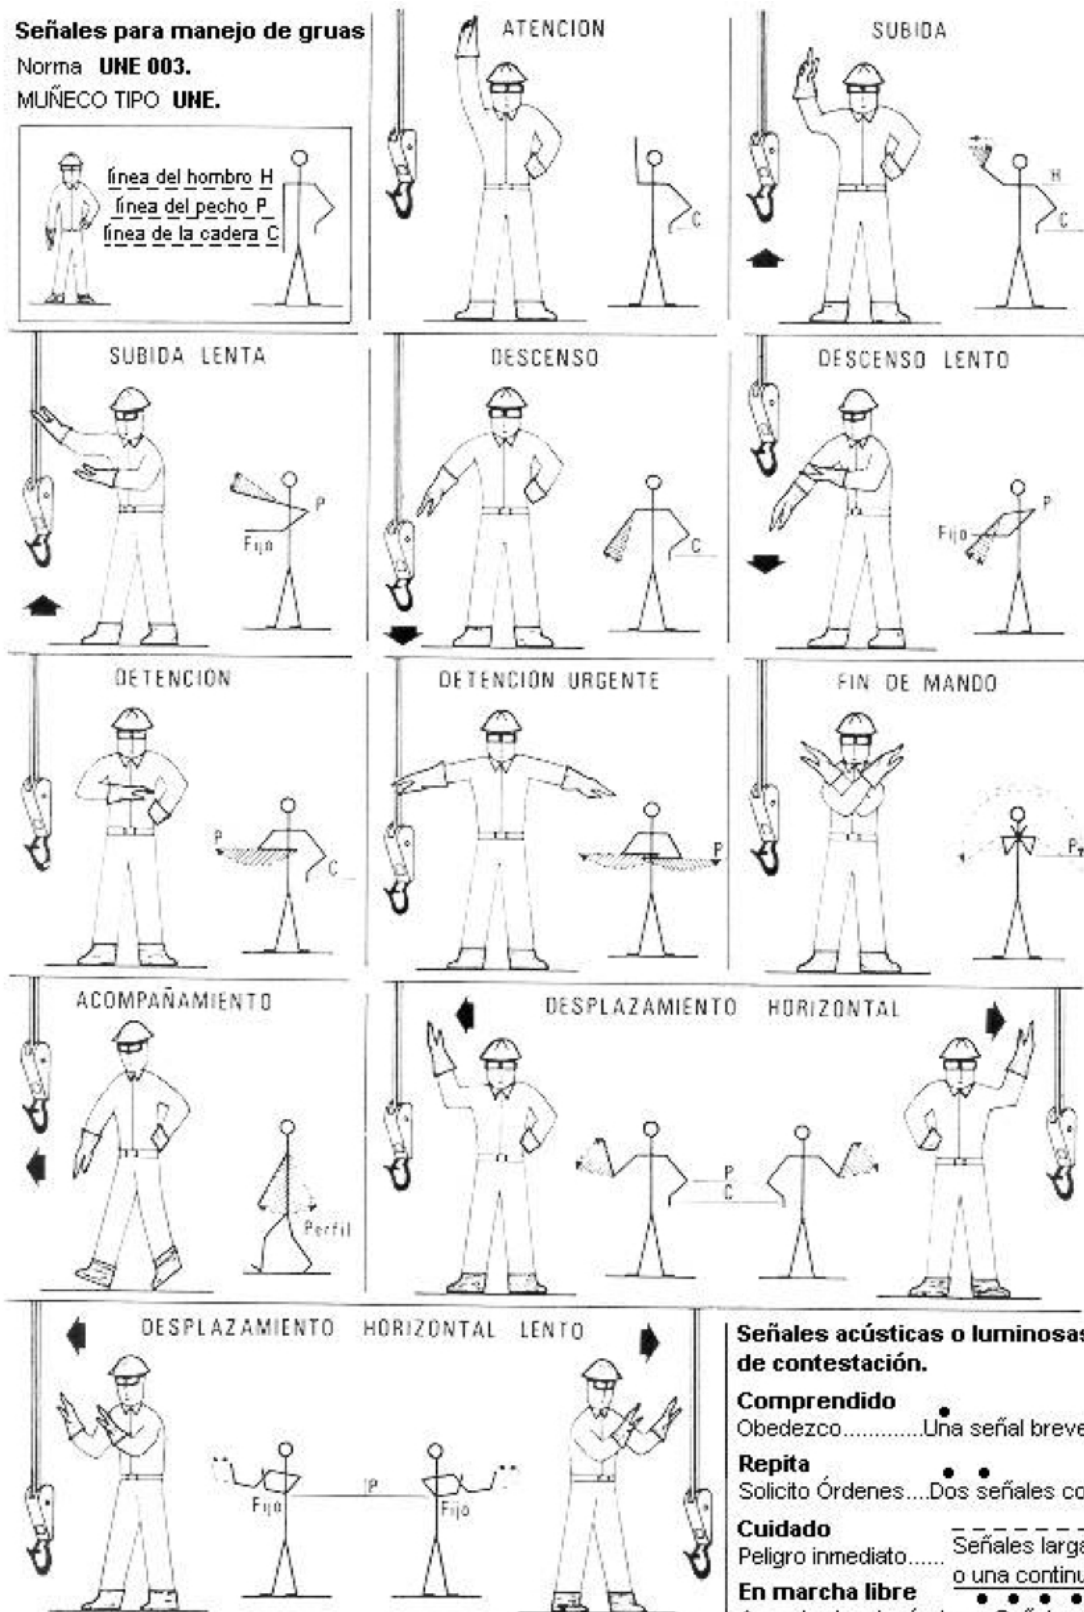 Señales para manejo de gruas
Norma UNE 003.
MUÑECO TIPO UNE.
línea del hombro H
línea del pecho P
línea de la cadera C
ATENCION
C
SUBIDA
H
C
SUBIDA LENTA
P
Fijo
DESCENSO
C
DESCENSO LENTO
P
Fijo
DETENCION
P
C
DETENCION URGENTE
P
FIN DE MANDO
P
ACOMPAÑAMIENTO
Perfil
DESPLAZAMIENTO HORIZONTAL
P
C
DESPLAZAMIENTO HORIZONTAL LENTO
Fijo
P
Fijo
Señales acústicas o luminosas
de contestación.
Comprendido
Obedezco.............Una señal breve
Repita
Solicito Órdenes....Dos señales co
Cuidado
Peligro inmediato...... Señales larga
o una continu
En marcha libre